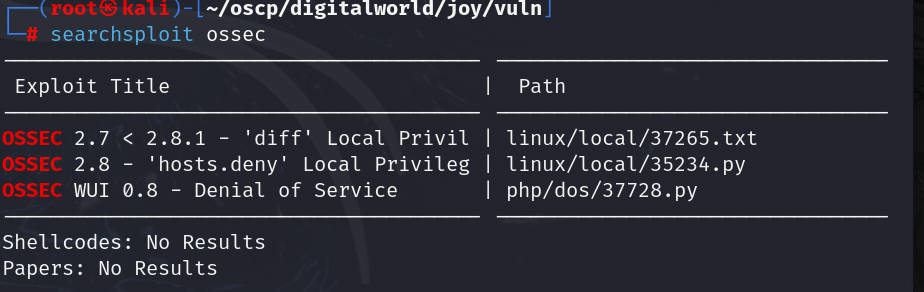 ┌──(root㉿kali)-[~/oscp/digitalworld/joy/vuln]
└─# searchsploit ossec
Exploit Title | Path
OSSEC 2.7 < 2.8.1 - 'diff' Local Privil | linux/local/37265.txt
OSSEC 2.8 - 'hosts.deny' Local Privileg | linux/local/35234.py
OSSEC WUI 0.8 - Denial of Service | php/dos/37728.py
Shellcodes: No Results
Papers: No Results